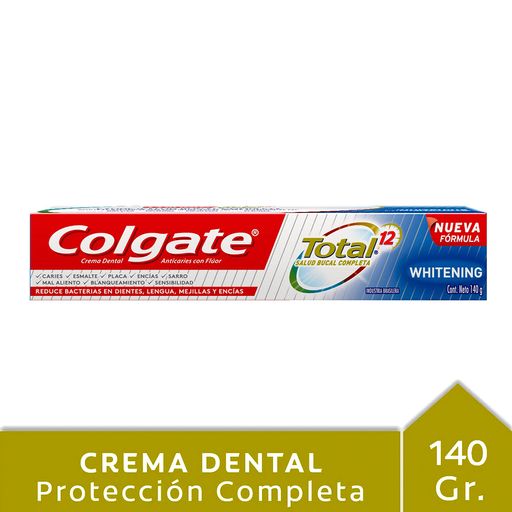 Colgate®
Crema Dental Anticaries con Flúor
✓CARIES ✓ESMALTE ✓PLACA ✓ENCÍAS ✓SARRO
✓MAL ALIENTO ✓BLANQUEAMIENTO ✓SENSIBILIDAD
REDUCE BACTERIAS EN DIENTES, LENGUA, MEJILLAS Y ENCÍAS
Total 12
SALUD BUCAL COMPLETA
INDUSTRIA BRASILERA
NUEVA
FÓRMULA
WHITENING
Cont. Neto 140 g
CREMA DENTAL
Protección Completa
140
Gr.